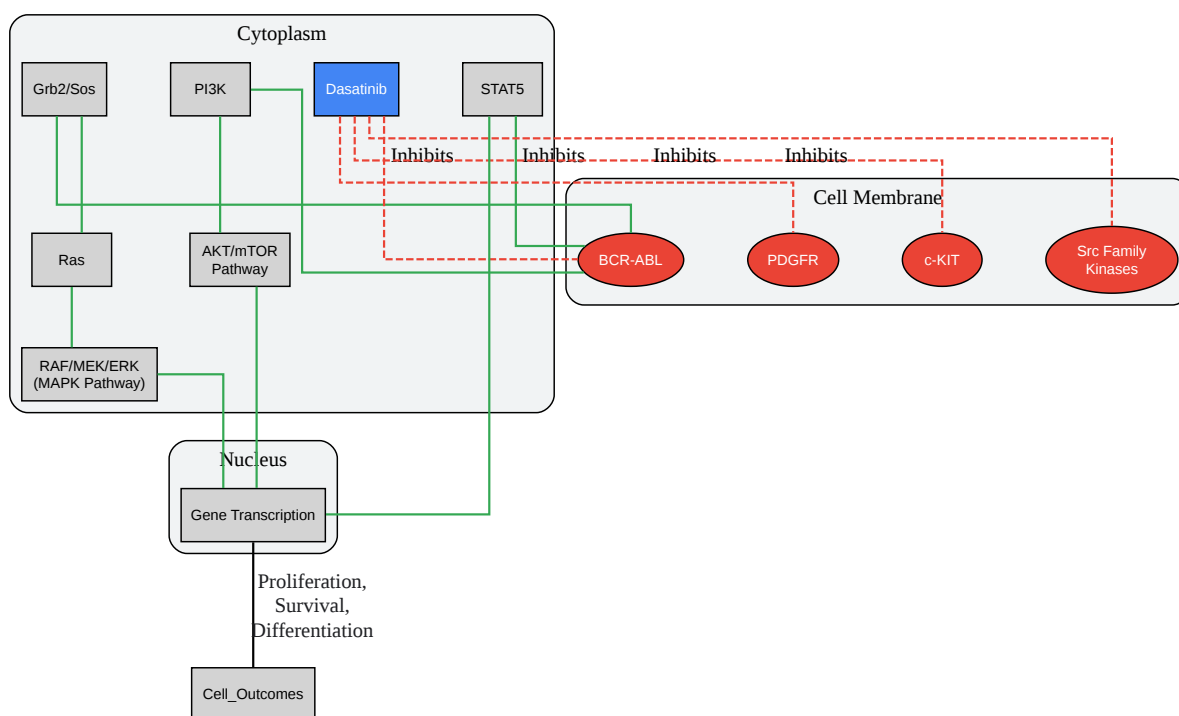 Cytoplasm
Grb2/Sos
PI3K
Dasatinib
STAT5
Inhibits
Inhibits
Inhibits
Inhibits
Cell Membrane
Ras
AKT/mTOR
Pathway
BCR-ABL
PDGFR
c-KIT
Src Family
Kinases
RAF/MEK/ERK
(MAPK Pathway)
Nucleus
Gene Transcription
Proliferation,
Survival,
Differentiation
Cell_Outcomes